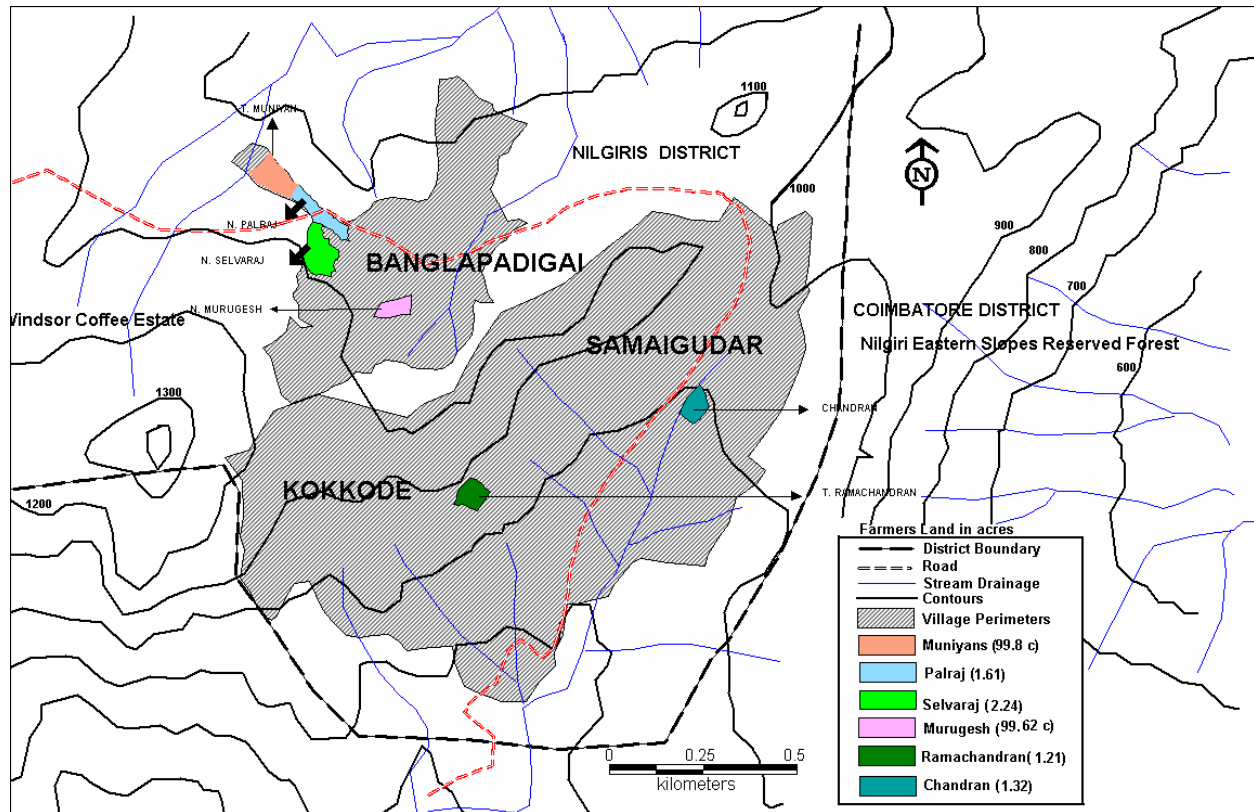 1100
T. MUNIYAN
NILGIRIS DISTRICT
N
1000
N. PALRAJ
900
800
N. SELVARAJ
BANGLAPADIGAI
700
N. MURUGESH
COIMBATORE DISTRICT
Windsor Coffee Estate
SAMAIGUDAR
Nilgiri Eastern Slopes Reserved Forest
600
1300
CHANDRAN
KOKKODE
T. RAMACHANDRAN
1200
Farmers Land in acres
District Boundary
Road
Stream Drainage
Contours
Village Perimeters
Muniyans (99.8 c)
Palraj (1.61)
Selvaraj (2.24)
Murugesh (99.62 c)
Ramachandran( 1.21)
Chandran (1.32)
0 0.25 0.5
kilometers